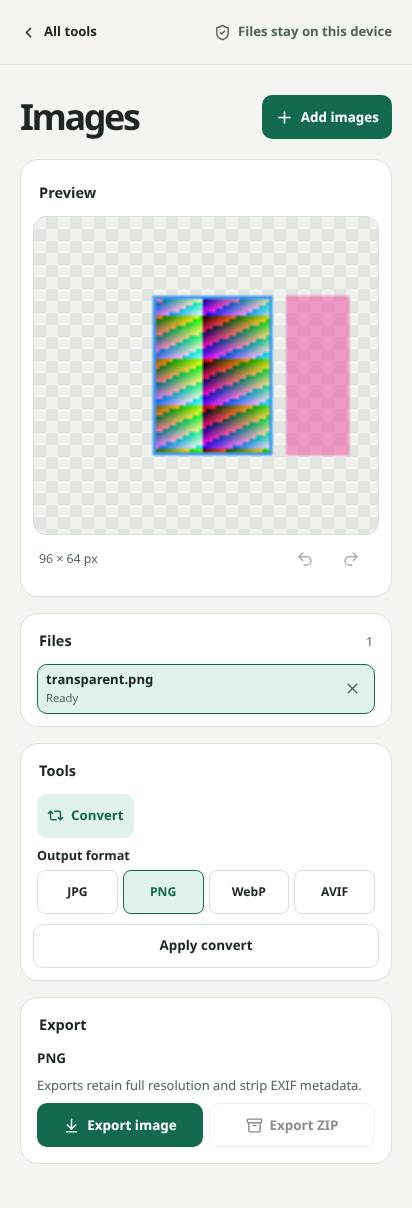 All tools
Files stay on this device
Images
Add images
Preview
96 × 64 px
Files
1
transparent.png
Ready
Tools
Convert
Output format
JPG
PNG
WebP
AVIF
Apply convert
Export
PNG
Exports retain full resolution and strip EXIF metadata.
Export image
Export ZIP